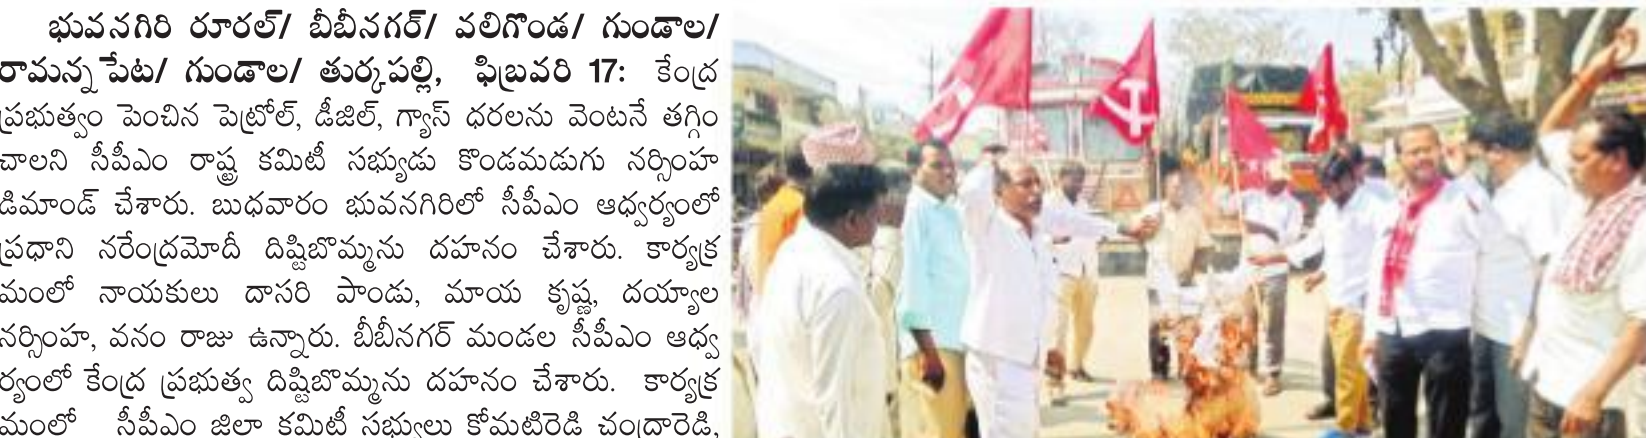 భువనగిరి రూరల్/ బీబీనగర్/ వలిగొండ/ గుండాల/
రామన్నపేట/ గుండాల/ తుర్కపల్లి, ఫిబ్రవరి 17: కేంద్ర
ప్రభుత్వం పెంచిన పెట్రోల్, డీజిల్, గ్యాస్ ధరలను వెంటనే తగ్గిం
చాలని సీపీఎం రాష్ట్ర కమిటీ సభ్యుడు కొండమడుగు నర్సింహ
డిమాండ్ చేశారు. బుధవారం భువనగిరిలో సీపీఎం ఆధ్వర్యంలో
ప్రధాని నరేంద్రమోదీ దిష్టిబొమ్మను దహనం చేశారు. కార్యక్ర
మంలో నాయకులు దాసరి పాండు, మాయ కృష్ణ, దయ్యాల
నర్సింహ, వనం రాజు ఉన్నారు. బీబీనగర్ మండల సీపీఎం ఆధ్వ
ర్యంలో కేంద్ర ప్రభుత్వ దిష్టిబొమ్మను దహనం చేశారు. కార్యక్ర
మంలో సీపీఎం జిల్లా కమిటీ సభ్యులు కోమటిరెడ్డి చంద్రారెడ్డి,